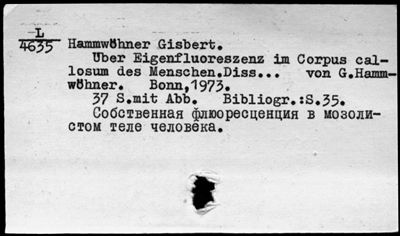 L
4635
Hammwöhner Gisbert.
Über Eigenfluoreszenz im Corpus cal-
losum des Menschen.Diss... von G.Hamm-
wöhner. Bonn,1973.
37 S.mit Abb. Bibliogr.:S.35.
Собственная флюоресценция в мозоли-
стом теле человека.